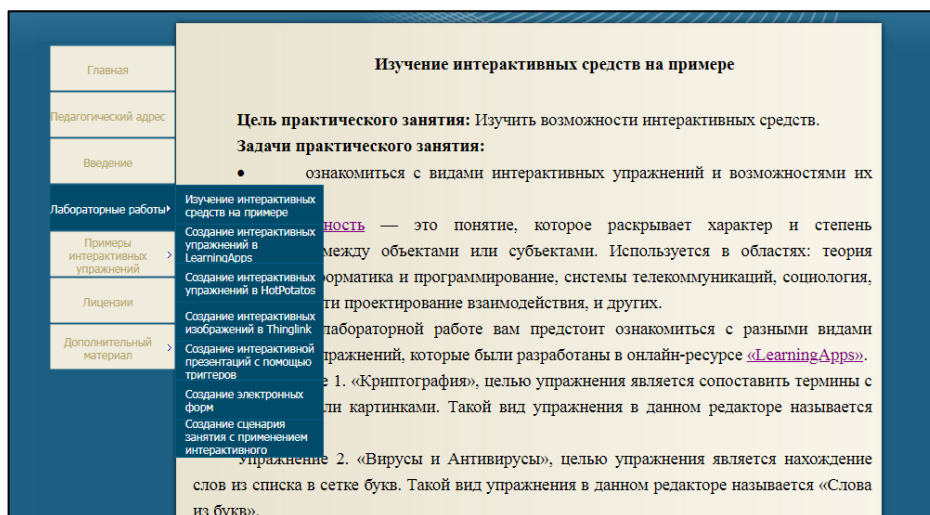 Главная
Педагогический адрес
Введение
Лабораторные работы
Примеры
интерактивных
упражнений
Лицензии
Дополнительный
материал
Изучение интерактивных
средств на примере
Создание интерактивных
упражнений в
LearningApps
Создание интерактивных
упражнений в HotPotatos
Создание интерактивных
изображений в Thinglink
Создание интерактивной
презентаций с помощью
триггеров
Создание электронных
форм
Создание сценария
занятия с применением
интерактивного
Изучение интерактивных средств на примере
Цель практического занятия: Изучить возможности интерактивных средств.
Задачи практического занятия:
• ознакомиться с видами интерактивных упражнений и возможностями их
ность — это понятие, которое раскрывает характер и степень
между объектами или субъектами. Используется в областях: теория
орматика и программирование, системы телекоммуникаций, социология,
ти проектирование взаимодействия, и других.
лабораторной работе вам предстоит ознакомиться с разными видами
пражнений, которые были разработаны в онлайн-ресурсе «LearningApps».
е 1. «Криптография», целью упражнения является сопоставить термины с
ли картинками. Такой вид упражнения в данном редакторе называется
Упражнение 2. «Вирусы и Антивирусы», целью упражнения является нахождение
слов из списка в сетке букв. Такой вид упражнения в данном редакторе называется «Слова
из букв».